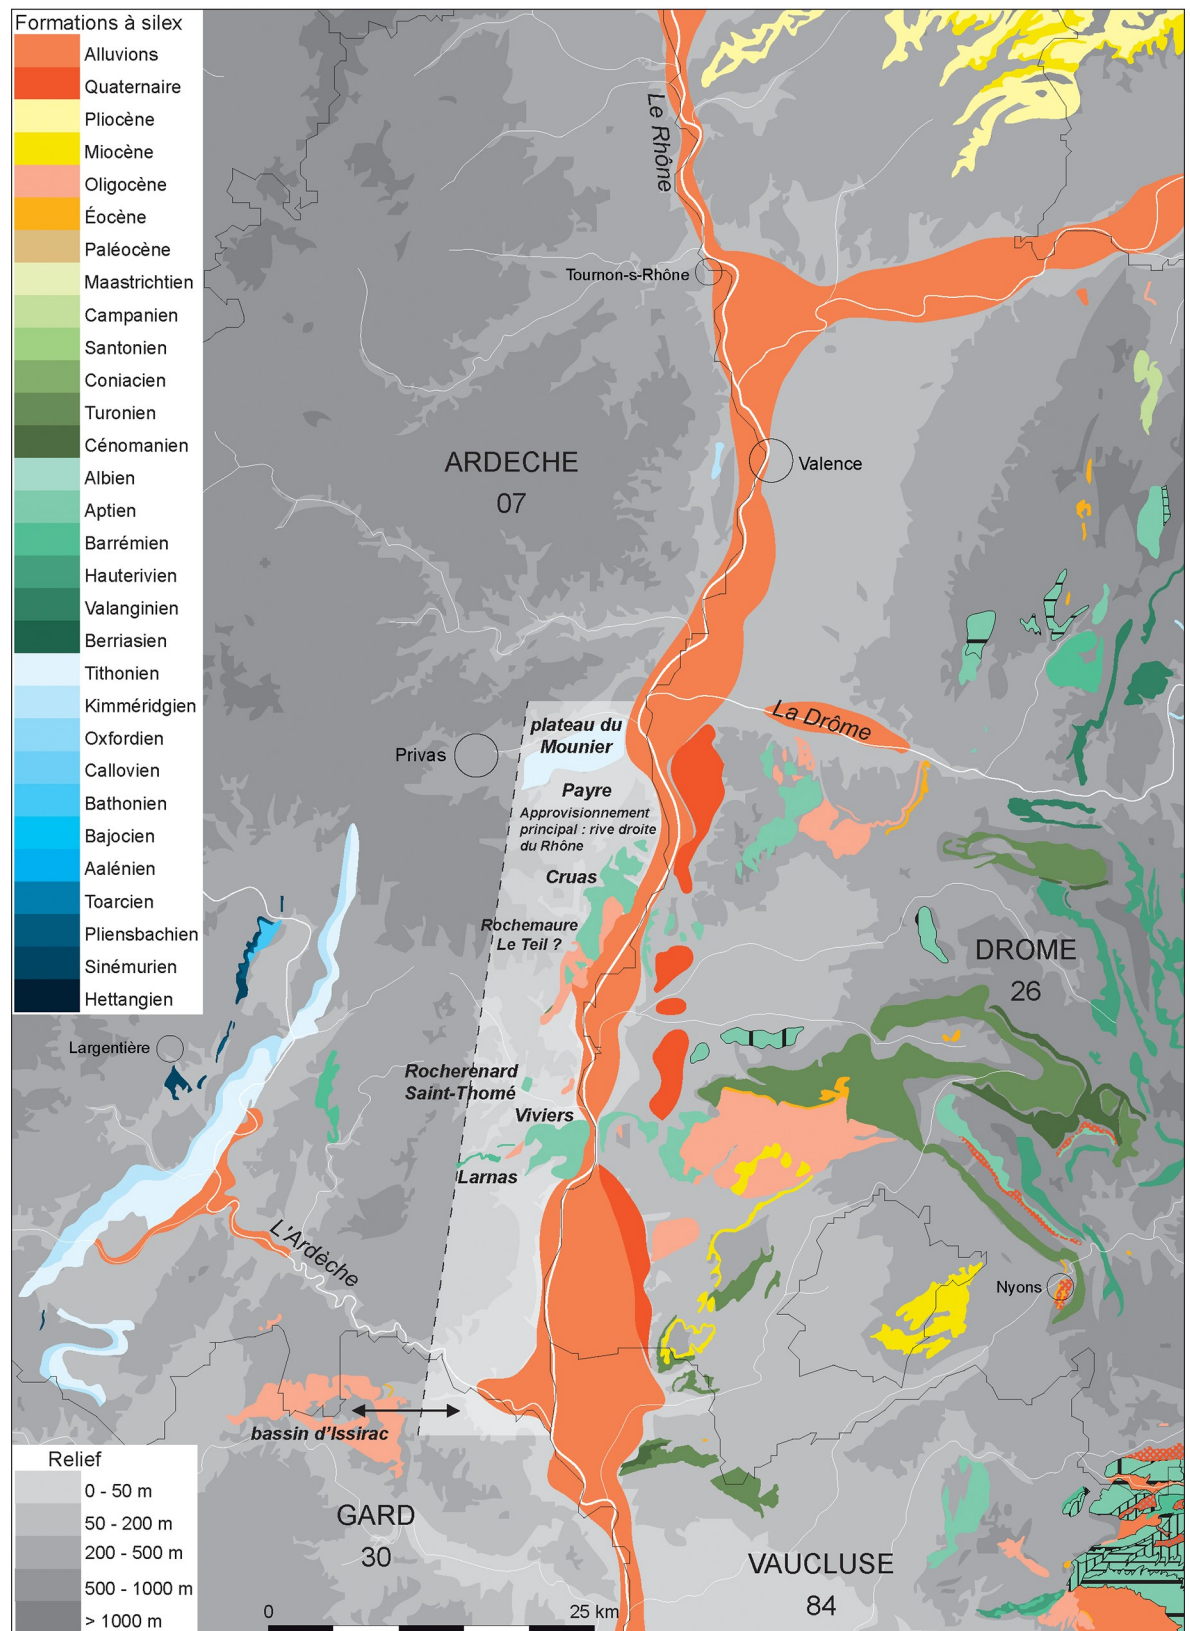 Formations à silex
Alluvions
Quaternaire
Pliocène
Miocène
Oligocène
Éocène
Paléocène
Maastrichtien
Campanien
Santonien
Coniacien
Turonien
Cénomanien
Albien
Aptien
Barrémien
Hauterivien
Valanginien
Berriasien
Tithonien
Kimméridgien
Oxfordien
Callovien
Bathonien
Bajocien
Aalénien
Toarcien
Pliensbachien
Sinémurien
Hettangien
Le Rhône
Tournon-s-Rhône
ARDECHE
07
Valence
La Drôme
plateau du
Mounier
Privas
Payre
Approvisionnement
principal : rive droite
du Rhône
Cruas
Rochemaure
Le Teil ?
DROME
26
Largentière
Rocherenard
Saint-Thomé
Viviers
Larnas
L'Ardèche
Nyons
bassin d'Issirac
Relief
0 - 50 m
50 - 200 m
200 - 500 m
500 - 1000 m
> 1000 m
GARD
30
VAUCLUSE
84
0
25 km